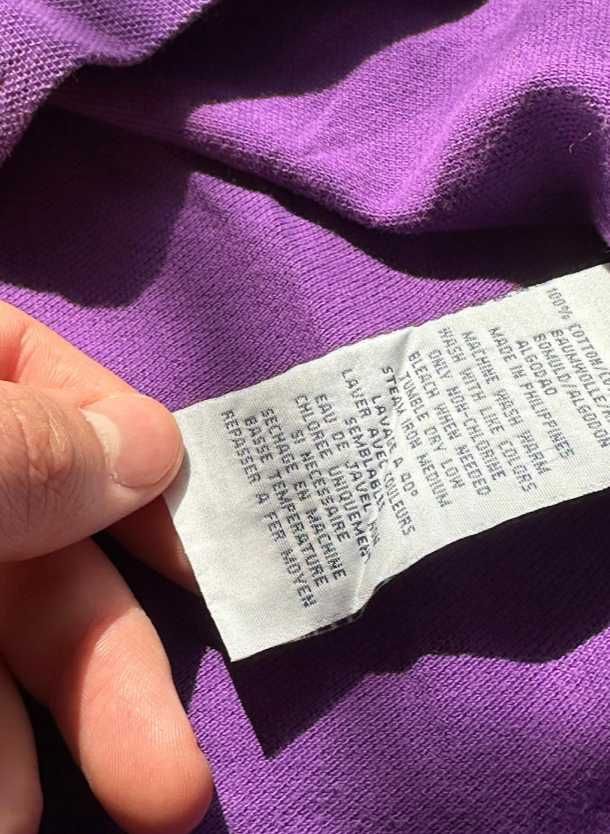 100% COTTON/
BAUMWOLLE/
BOMULD/ALGODON
ALGODAO
MADE IN PHILIPPINES
MACHINE WASH WARM
WASH WITH LIKE COLORS
ONLY NON-CHLORINE
BLEACH WHEN NEEDED
TUMBLE DRY LOW
STEAM IRON MEDIUM
LAVAGE A 40°
LAVER AVEC COULEURS
SEMBLABLES
EAU DE JAVEL NON
CHLOREE UNIQUEMENT
SI NECESSAIRE
SECHAGE EN MACHINE
BASSE TEMPERATURE
REPASSER A FER MOYEN